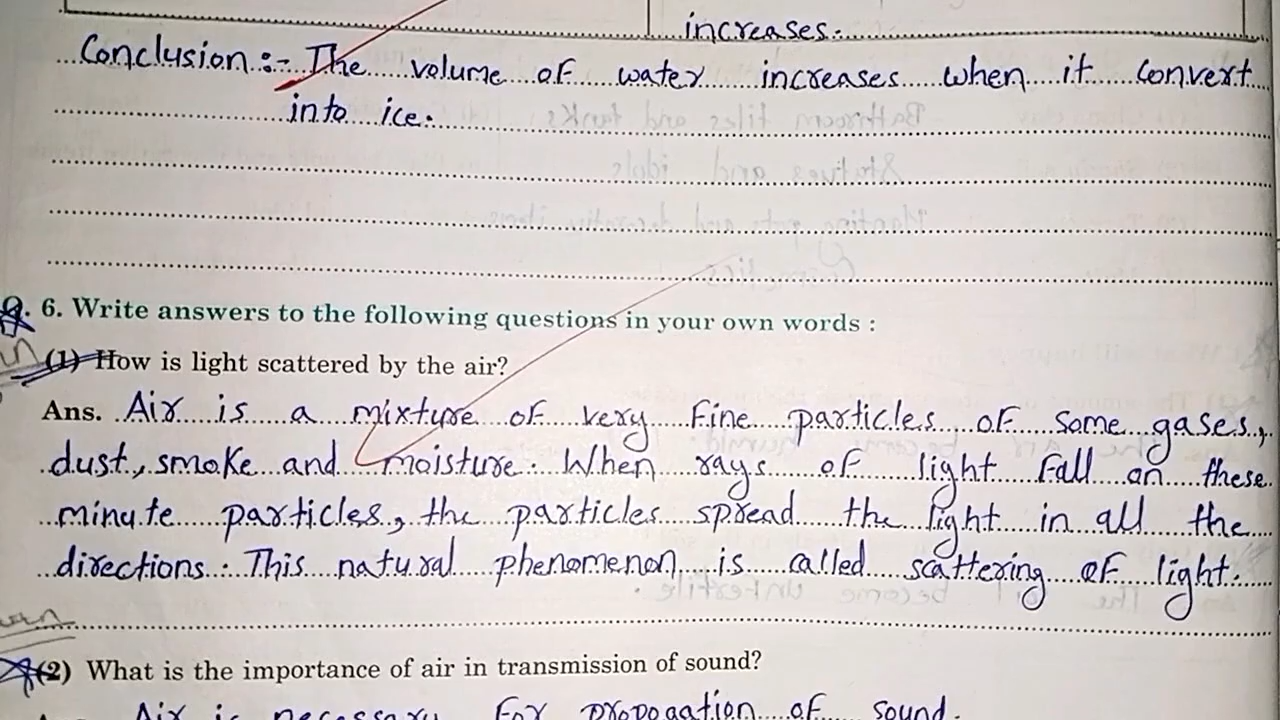 increases.
Conclusion :- The volume of water increases when it convert
into ice.
Q. 6. Write answers to the following questions in your own words :
(1) How is light scattered by the air?
Ans. Air is a mixture of very fine particles of some gases,
dust, smoke and moisture. When rays of light fall on these
minute particles, the particles spread the light in all the
directions. This natural phenomenon is called scattering of light.
(2) What is the importance of air in transmission of sound?
Air is necessary for propogation of sound.